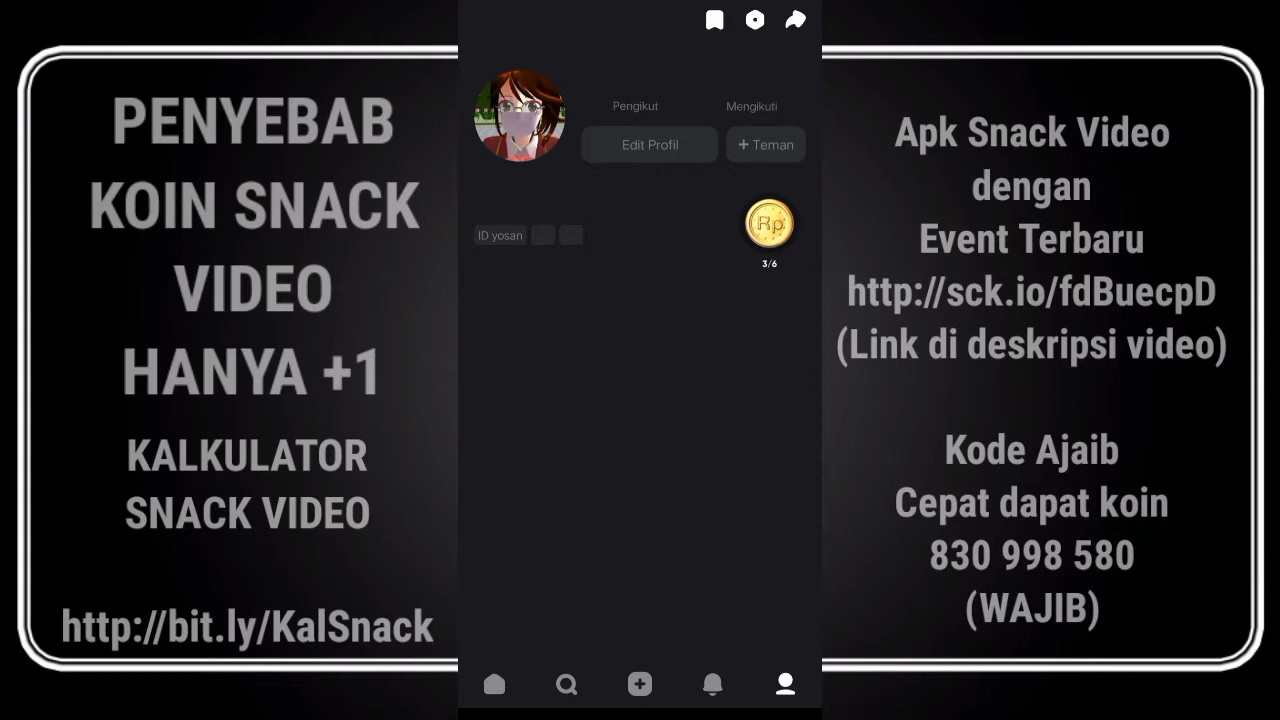 PENYEBAB
KOIN SNACK
VIDEO
HANYA +1
KALKULATOR
SNACK VIDEO
http://bit.ly/KalSnack
Pengikut
Mengikuti
Edit Profil
+ Teman
ID yosan
Rp
3/6
Apk Snack Video
dengan
Event Terbaru
http://sck.io/fdBuecpD
(Link di deskripsi video)
Kode Ajaib
Cepat dapat koin
830 998 580
(WAJIB)